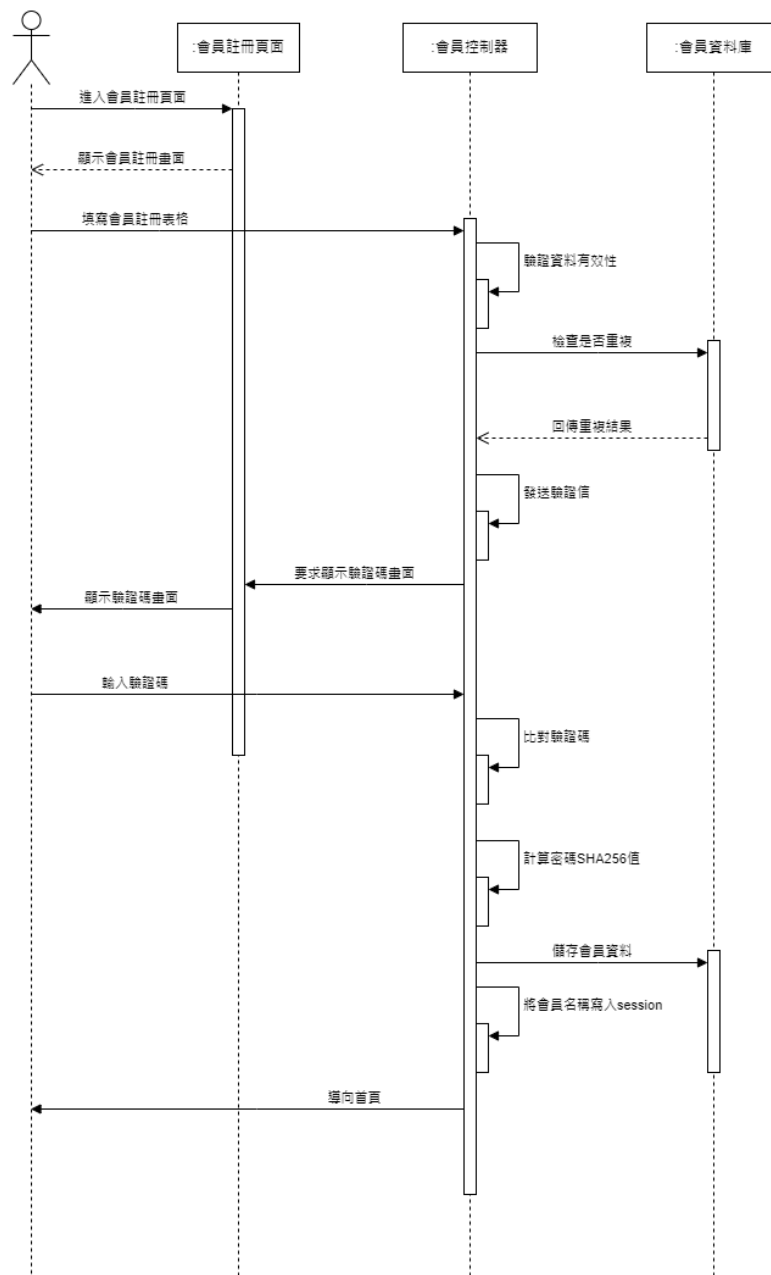 :會員註冊頁面
:會員控制器
:會員資料庫
進入會員註冊頁面
顯示會員註冊畫面
填寫會員註冊表格
驗證資料有效性
檢查是否重複
回傳重複結果
發送驗證信
要求顯示驗證碼畫面
顯示驗證碼畫面
輸入驗證碼
比對驗證碼
計算密碼SHA256值
儲存會員資料
將會員名稱寫入session
導向首頁